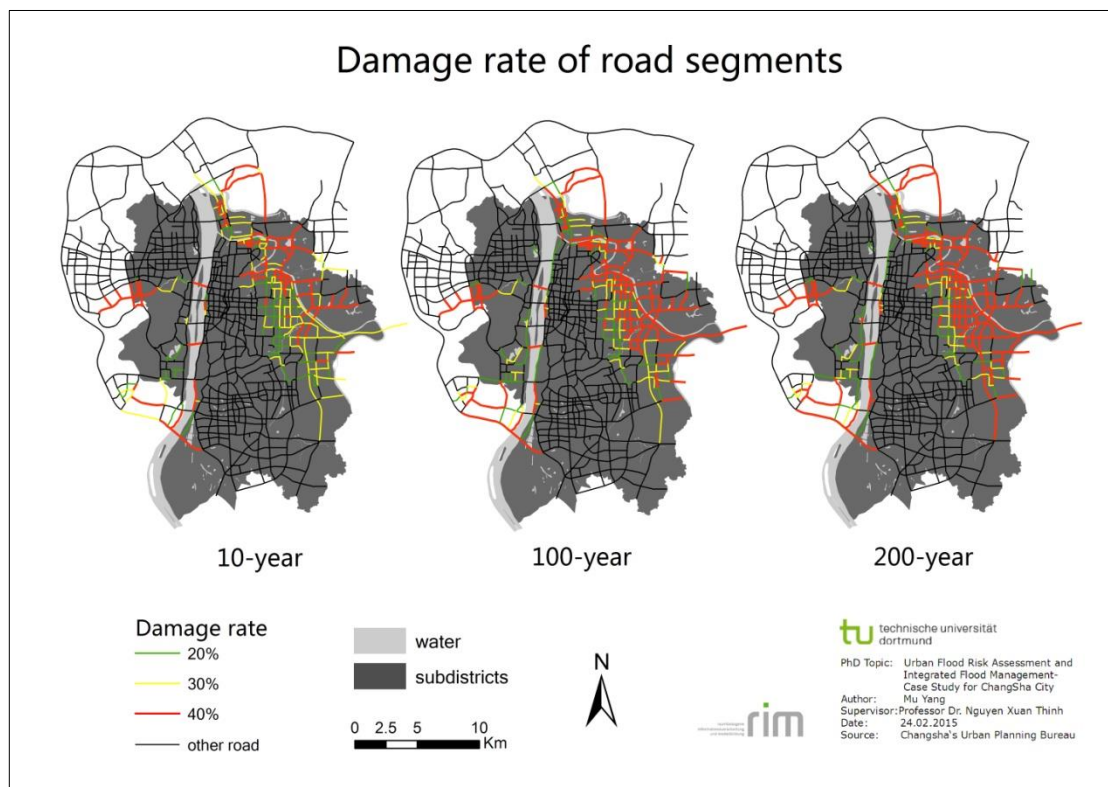 Damage rate of road segments
10-year
100-year
200-year
Damage rate
20%
30%
40%
other road
water
subdistricts
0 2.5 5 10
Km
N
rim
tu technische universität
dortmund
PhD Topic: Urban Flood Risk Assessment and
Integrated Flood Management-
Case Study for ChangSha City
Author: Mu Yang
Supervisor:Professor Dr. Nguyen Xuan Thinh
Date: 24.02.2015
Source: Changsha's Urban Planning Bureau